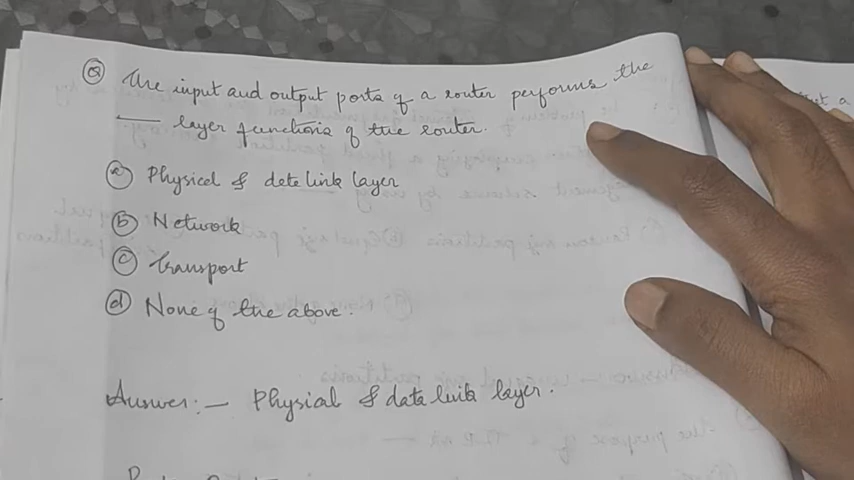 Q The input and output ports of a router performs the
___ layer functions of the router.
a Physical & data link layer
b Network
c Transport
d None of the above.
Answer:- Physical & data link layer.